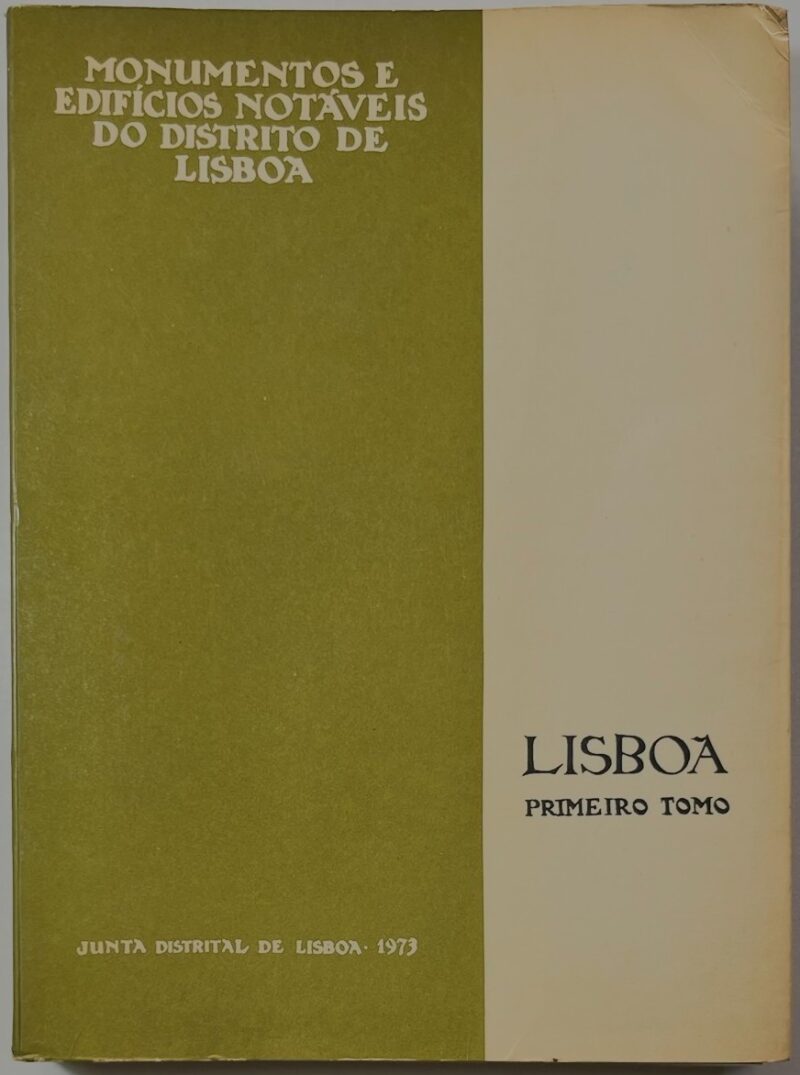 MONUMENTOS E
EDIFÍCIOS NOTÁVEIS
DO DISTRITO DE
LISBOA
LISBOA
PRIMEIRO TOMO
JUNTA DISTRITAL DE LISBOA · 1973